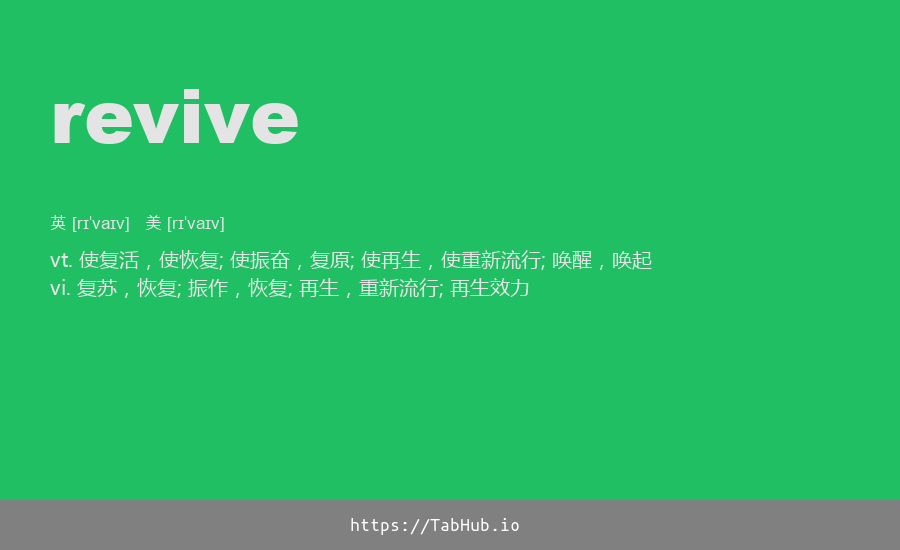 revive
英 [rɪˈvaɪv]   美 [rɪˈvaɪv]
vt. 使复活，使恢复; 使振奋，复原; 使再生，使重新流行; 唤醒，唤起
vi. 复苏，恢复; 振作，恢复; 再生，重新流行; 再生效力
https://TabHub.io